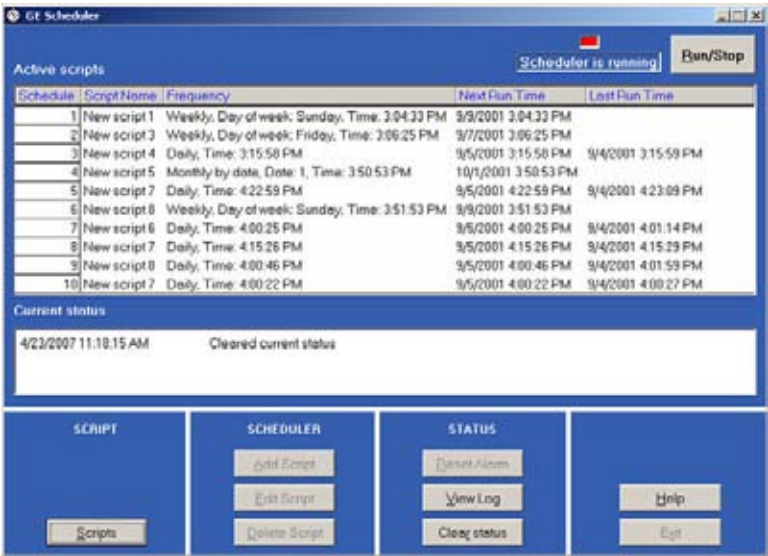 GE Scheduler
Scheduler is running
Run/Stop
Active scripts
Schedule Script Name Frequency Next Run Time Last Run Time
1 New script 1 Weekly, Day of week: Sunday, Time: 3:04:33 PM 9/9/2001 3:04:33 PM
2 New script 3 Weekly, Day of week: Friday, Time: 3:06:25 PM 9/7/2001 3:06:25 PM
3 New script 4 Daily, Time: 3:15:58 PM 9/5/2001 3:15:58 PM 9/4/2001 3:15:59 PM
4 New script 5 Monthly by date, Date: 1, Time: 3:50:53 PM 10/1/2001 3:50:53 PM
5 New script 7 Daily, Time: 4:22:59 PM 9/5/2001 4:22:59 PM 9/4/2001 4:23:09 PM
6 New script 8 Weekly, Day of week: Sunday, Time: 3:51:53 PM 9/9/2001 3:51:53 PM
7 New script 6 Daily, Time: 4:00:25 PM 9/5/2001 4:00:25 PM 9/4/2001 4:01:14 PM
8 New script 7 Daily, Time: 4:15:26 PM 9/5/2001 4:15:26 PM 9/4/2001 4:15:29 PM
9 New script 8 Daily, Time: 4:00:46 PM 9/5/2001 4:00:46 PM 9/4/2001 4:01:59 PM
10 New script 7 Daily, Time: 4:00:22 PM 9/5/2001 4:00:22 PM 9/4/2001 4:00:27 PM
Current status
4/23/2007 11:18:15 AM Cleared current status
SCRIPT SCHEDULER STATUS
Add Script Reset Alarm
Edit Script View Log Help
Scripts Delete Script Clear status Exit